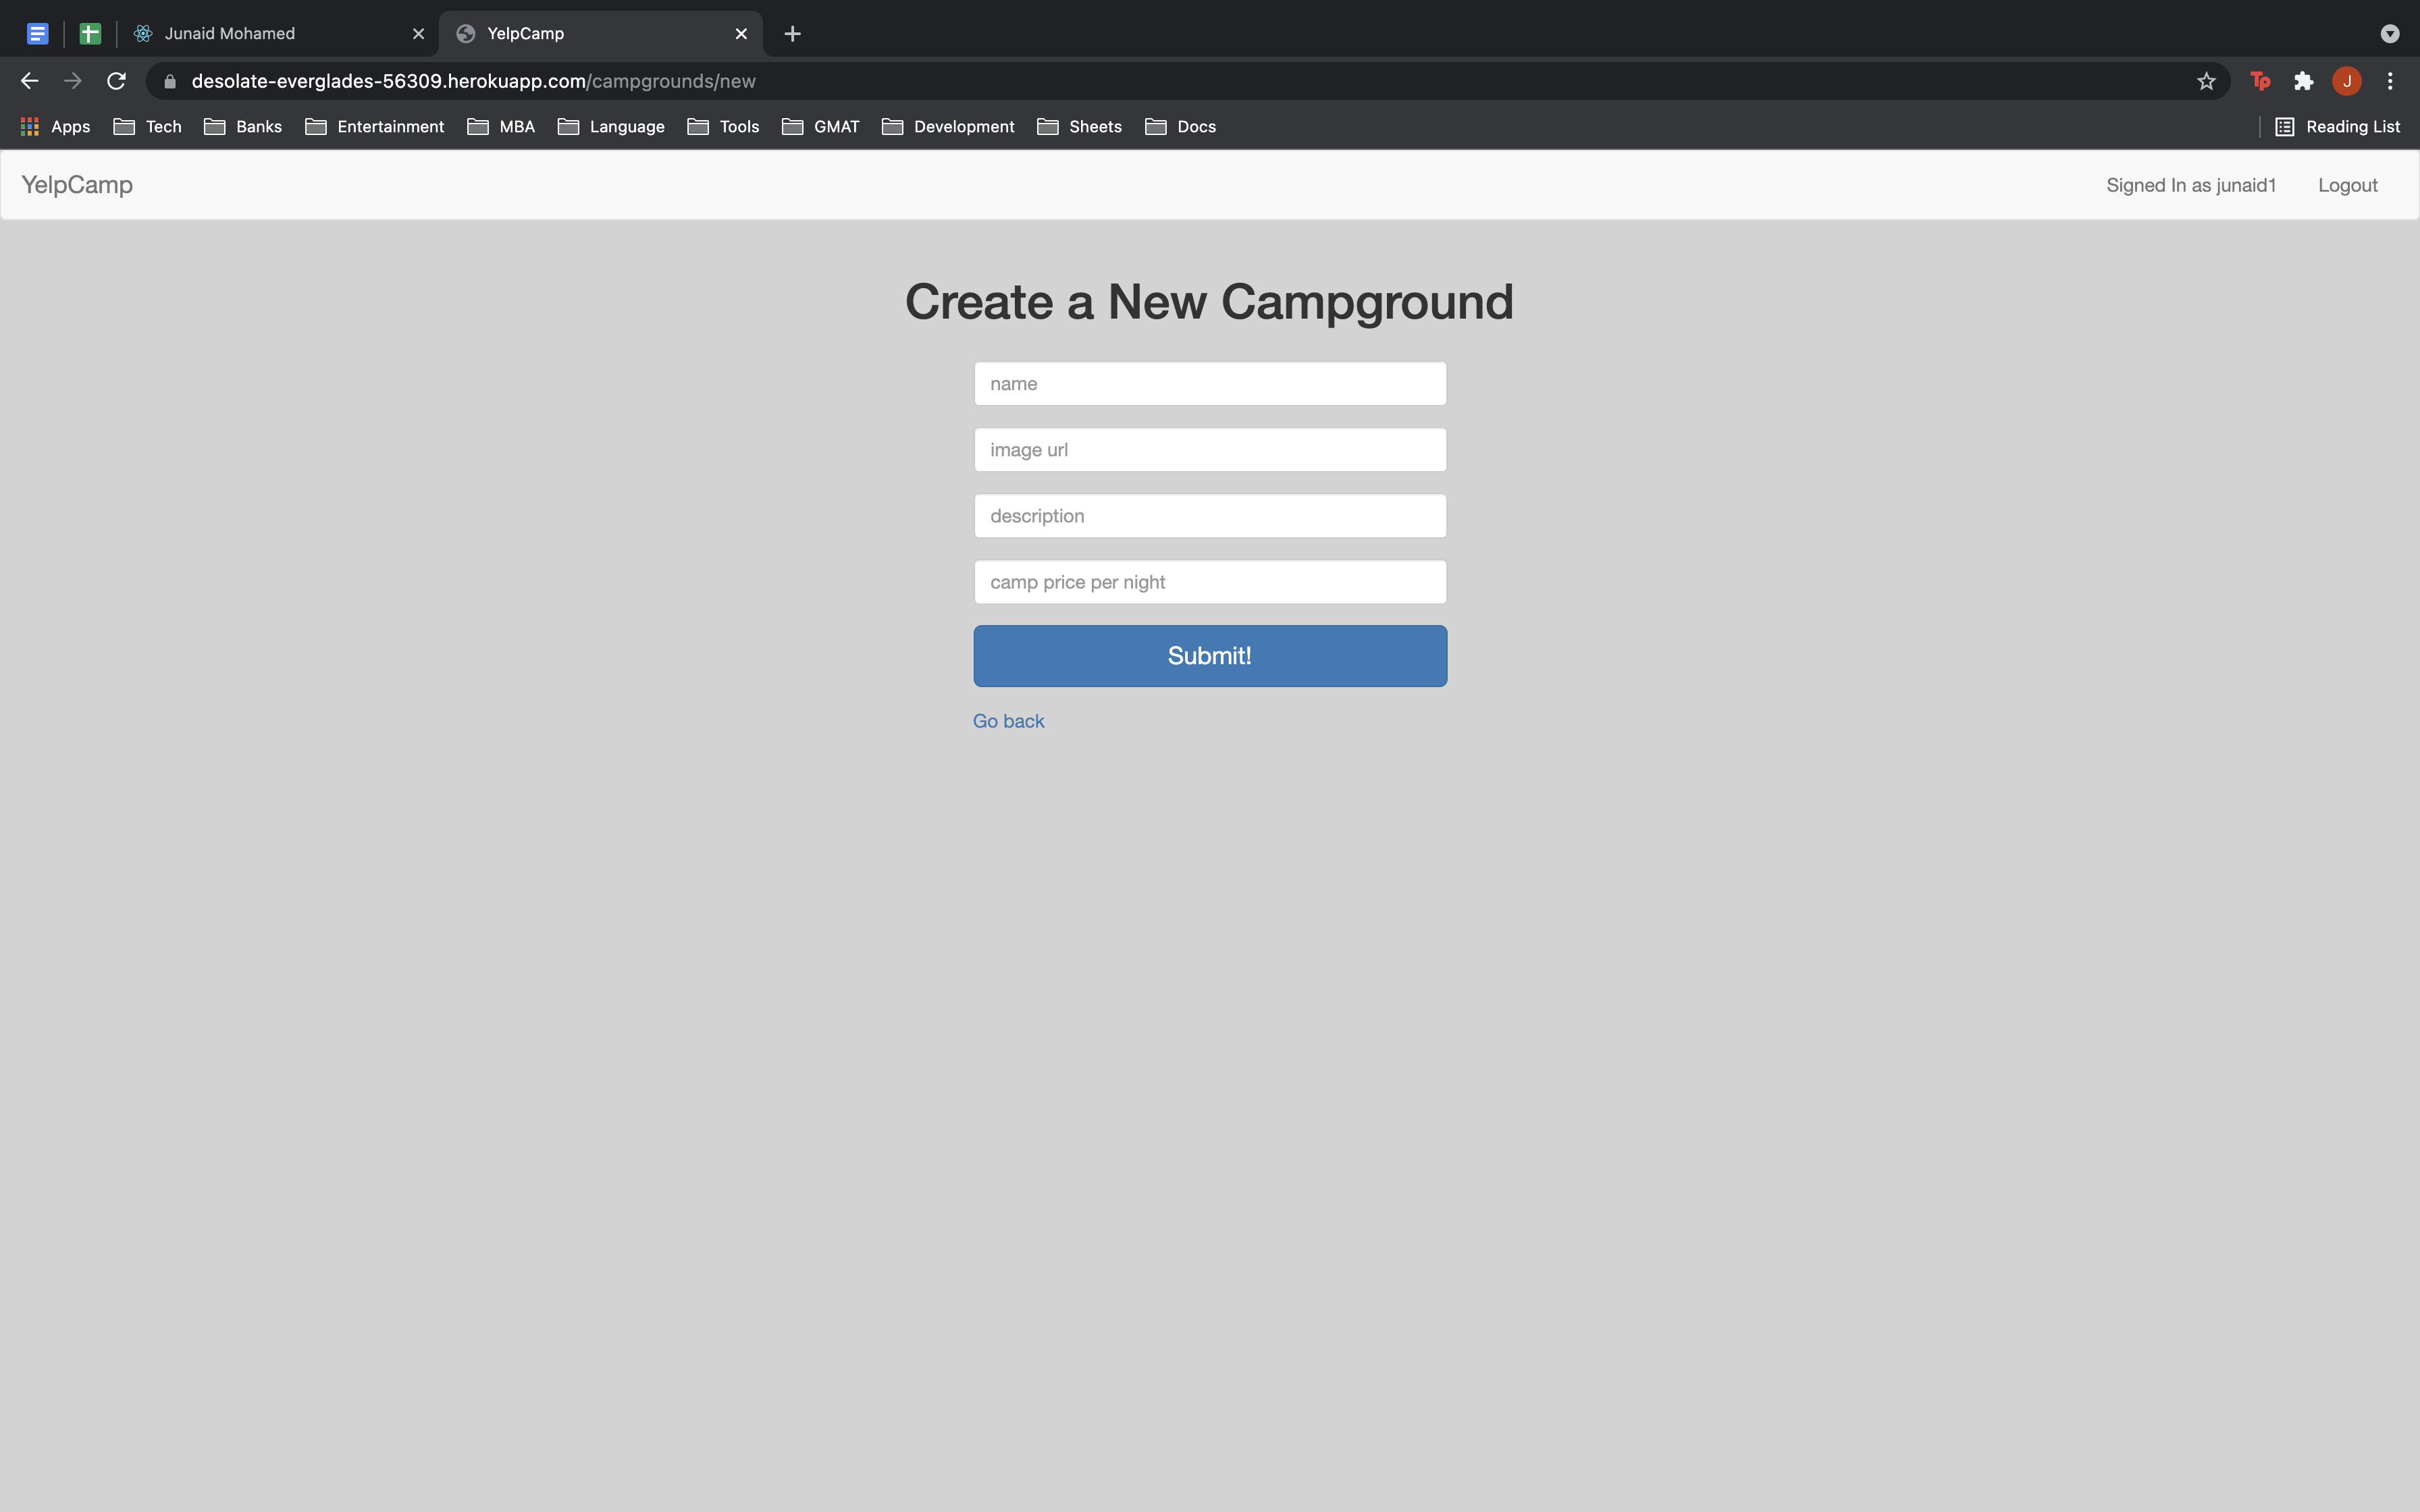 Junaid Mohamed
YelpCamp
desolate-everglades-56309.herokuapp.com/campgrounds/new
Tp
J
Apps Tech Banks Entertainment MBA Language Tools GMAT Development Sheets Docs Reading List
YelpCamp Signed In as junaid1 Logout
Create a New Campground
name
image url
description
camp price per night
Submit!
Go back